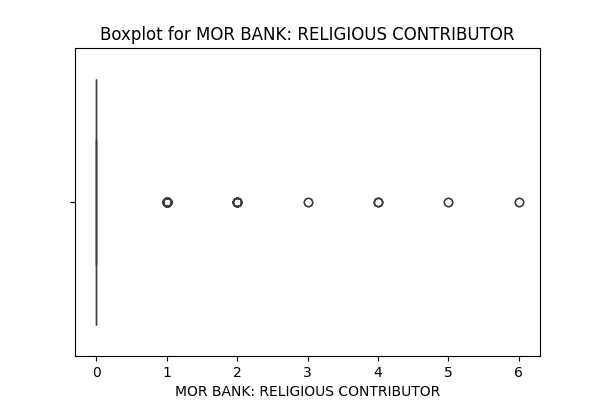 Boxplot for MOR BANK: RELIGIOUS CONTRIBUTOR
0 1 2 3 4 5 6
MOR BANK: RELIGIOUS CONTRIBUTOR